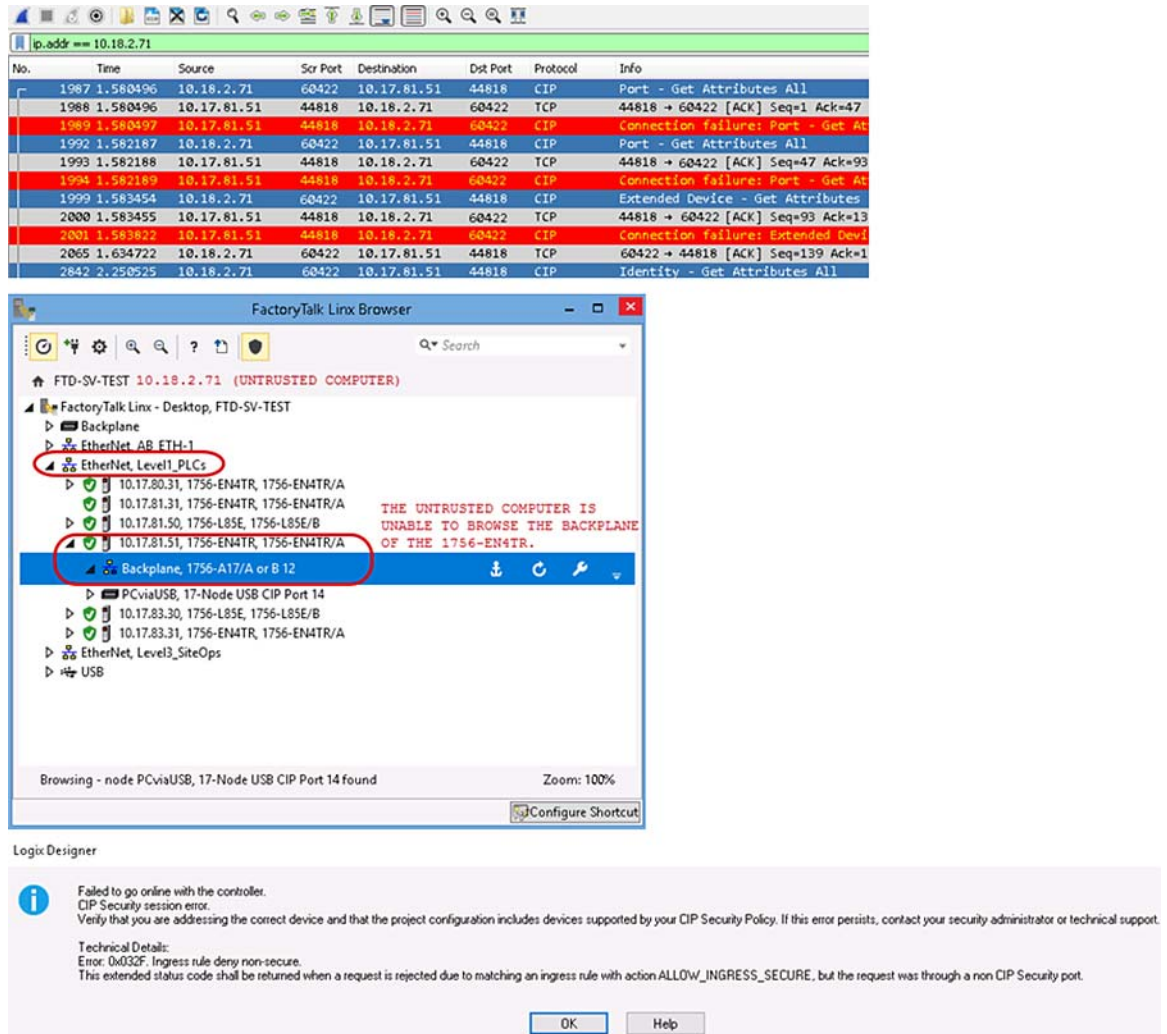 ip.addr == 10.18.2.71
No. Time Source Scr Port Destination Dst Port Protocol Info
1987 1.580496 10.18.2.71 60422 10.17.81.51 44818 CIP Port - Get Attributes All
1988 1.580496 10.17.81.51 44818 10.18.2.71 60422 TCP 44818 → 60422 [ACK] Seq=1 Ack=47
1989 1.580497 10.17.81.51 44818 10.18.2.71 60422 CIP Connection failure: Port - Get At
1992 1.582187 10.18.2.71 60422 10.17.81.51 44818 CIP Port - Get Attributes All
1993 1.582188 10.17.81.51 44818 10.18.2.71 60422 TCP 44818 → 60422 [ACK] Seq=47 Ack=93
1994 1.582189 10.17.81.51 44818 10.18.2.71 60422 CIP Connection failure: Port - Get At
1999 1.583454 10.18.2.71 60422 10.17.81.51 44818 CIP Extended Device - Get Attributes
2000 1.583455 10.17.81.51 44818 10.18.2.71 60422 TCP 44818 → 60422 [ACK] Seq=93 Ack=13
2001 1.583822 10.17.81.51 44818 10.18.2.71 60422 CIP Connection failure: Extended Devi
2065 1.634722 10.18.2.71 60422 10.17.81.51 44818 TCP 60422 → 44818 [ACK] Seq=139 Ack=1
2842 2.250525 10.18.2.71 60422 10.17.81.51 44818 CIP Identity - Get Attributes All
FactoryTalk Linx Browser
Search
FTD-SV-TEST 10.18.2.71 (UNTRUSTED COMPUTER)
FactoryTalk Linx - Desktop, FTD-SV-TEST
Backplane
EtherNet, AB_ETH-1
EtherNet, Level1_PLCs
10.17.80.31, 1756-EN4TR, 1756-EN4TR/A
10.17.81.31, 1756-EN4TR, 1756-EN4TR/A
10.17.81.50, 1756-L85E, 1756-L85E/B
10.17.81.51, 1756-EN4TR, 1756-EN4TR/A
THE UNTRUSTED COMPUTER IS
UNABLE TO BROWSE THE BACKPLANE
OF THE 1756-EN4TR.
Backplane, 1756-A17/A or B 12
PCviaUSB, 17-Node USB CIP Port 14
10.17.83.30, 1756-L85E, 1756-L85E/B
10.17.83.31, 1756-EN4TR, 1756-EN4TR/A
EtherNet, Level3_SiteOps
USB
Browsing - node PCviaUSB, 17-Node USB CIP Port 14 found Zoom: 100%
Configure Shortcut
Logix Designer
Failed to go online with the controller.
CIP Security session error.
Verify that you are addressing the correct device and that the project configuration includes devices supported by your CIP Security Policy. If this error persists, contact your security administrator or technical support.
Technical Details:
Error: 0x032F. Ingress rule deny non-secure.
This extended status code shall be returned when a request is rejected due to matching an ingress rule with action ALLOW_INGRESS_SECURE, but the request was through a non CIP Security port.
OK Help